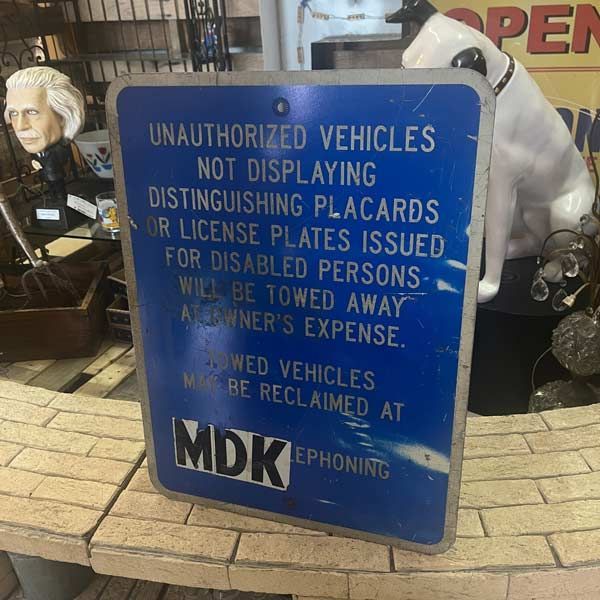 OPEN
UNAUTHORIZED VEHICLES
NOT DISPLAYING
DISTINGUISHING PLACARDS
OR LICENSE PLATES ISSUED
FOR DISABLED PERSONS
WILL BE TOWED AWAY
AT OWNER'S EXPENSE.
TOWED VEHICLES
MAY BE RECLAIMED AT
MDK EPHONING